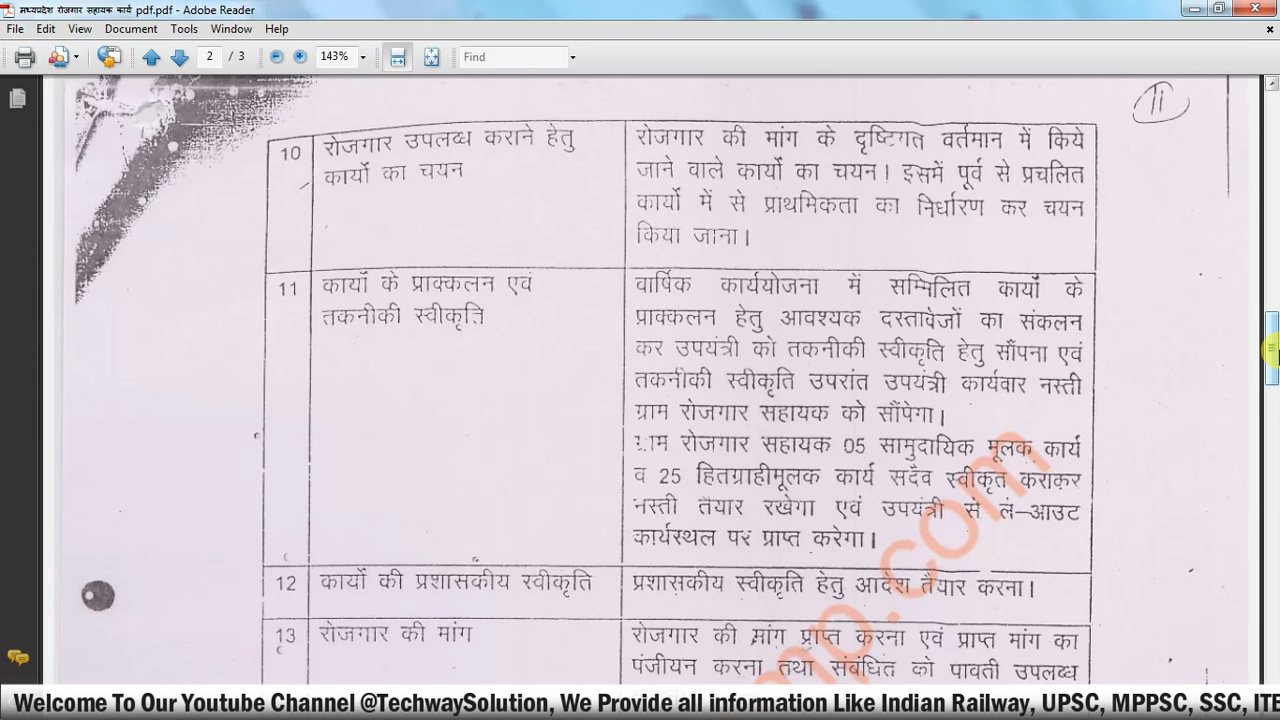 मध्यप्रदेश रोजगार सहायक कार्य pdf.pdf - Adobe Reader
File Edit View Document Tools Window Help
2 / 3 143% Find
11
10 रोजगार उपलब्ध कराने हेतु कार्यों का चयन
रोजगार की मांग के दृष्टिगत वर्तमान में किये
जाने वाले कार्यों का चयन। इसमें पूर्व से प्रचलित
कार्यों में से प्राथमिकता का निर्धारण कर चयन
किया जाना।
11 कार्यों के प्राक्कलन एवं
तकनीकी स्वीकृति
वार्षिक कार्ययोजना में सम्मिलित कार्यों के
प्राक्कलन हेतु आवश्यक दस्तावेजों का संकलन
कर उपयंत्री को तकनीकी स्वीकृति हेतु सौंपना एवं
तकनीकी स्वीकृति उपरांत उपयंत्री कार्यवार नस्ती
ग्राम रोजगार सहायक को सौंपेगा।
ग्राम रोजगार सहायक 05 सामुदायिक मूलक कार्य
व 25 हितग्राहीमूलक कार्य सदैव स्वीकृत कराकर
नस्ती तैयार रखेगा एवं उपयंत्री से ले-आउट
कार्यस्थल पर प्राप्त करेगा।
12 कार्यों की प्रशासकीय स्वीकृति
प्रशासकीय स्वीकृति हेतु आदेश तैयार करना।
13 रोजगार की मांग
रोजगार की मांग प्राप्त करना एवं प्राप्त मांग का
पंजीयन करना तथा संबंधित को पावती उपलब्ध
mp.com
Welcome To Our Youtube Channel @TechwaySolution, We Provide all information Like Indian Railway, UPSC, MPPSC, SSC, ITE